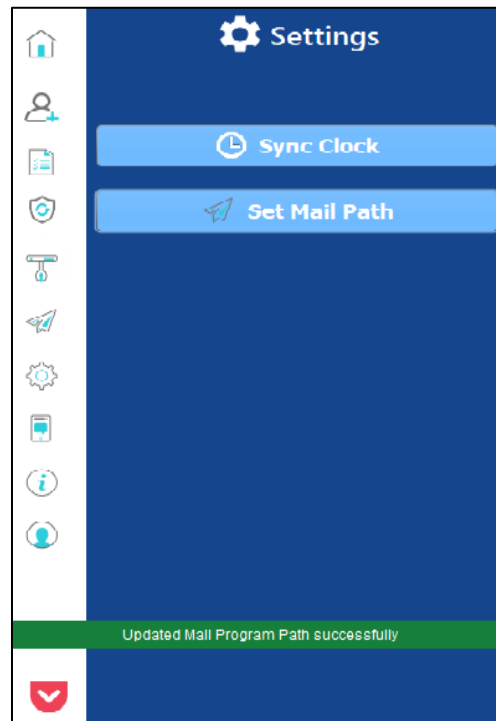 Settings
Sync Clock
Set Mail Path
Updated Mail Program Path successfully